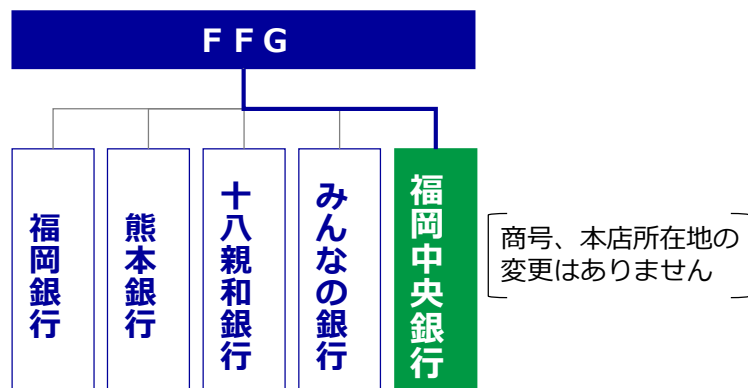 ＦＦＧ
福岡銀行
熊本銀行
十八親和銀行
みんなの銀行
福岡中央銀行
商号、本店所在地の
変更はありません